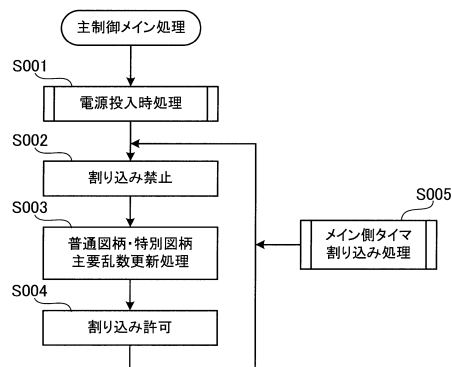 主制御メイン処理
S001
電源投入時処理
S002
割り込み禁止
S003
普通図柄・特別図柄
主要乱数更新処理
S004
割り込み許可
S005
メイン側タイマ
割り込み処理